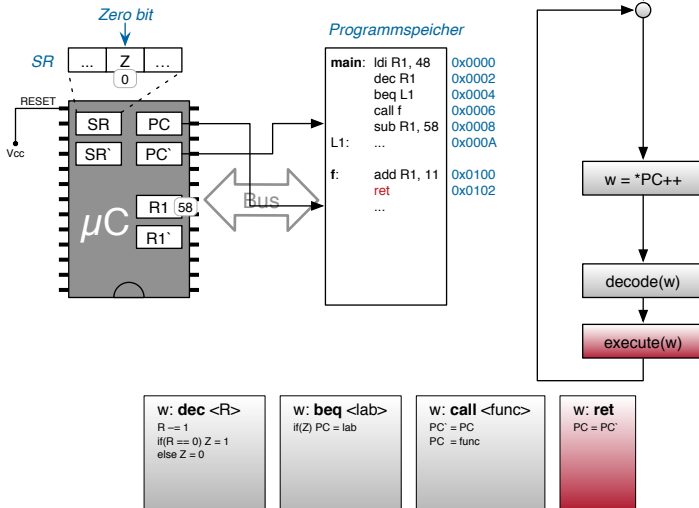 Zero bit
SR ... Z ...
0
RESET
Vcc
SR PC
SR` PC`
R1 58
µC
R1`
Bus
Programmspeicher
main: ldi R1, 48 0x0000
dec R1 0x0002
beq L1 0x0004
call f 0x0006
sub R1, 58 0x0008
L1: ... 0x000A
f: add R1, 11 0x0100
ret 0x0102
...
w = *PC++
decode(w)
execute(w)
w: dec <R>
R -= 1
if(R == 0) Z = 1
else Z = 0
w: beq <lab>
if(Z) PC = lab
w: call <func>
PC` = PC
PC = func
w: ret
PC = PC`